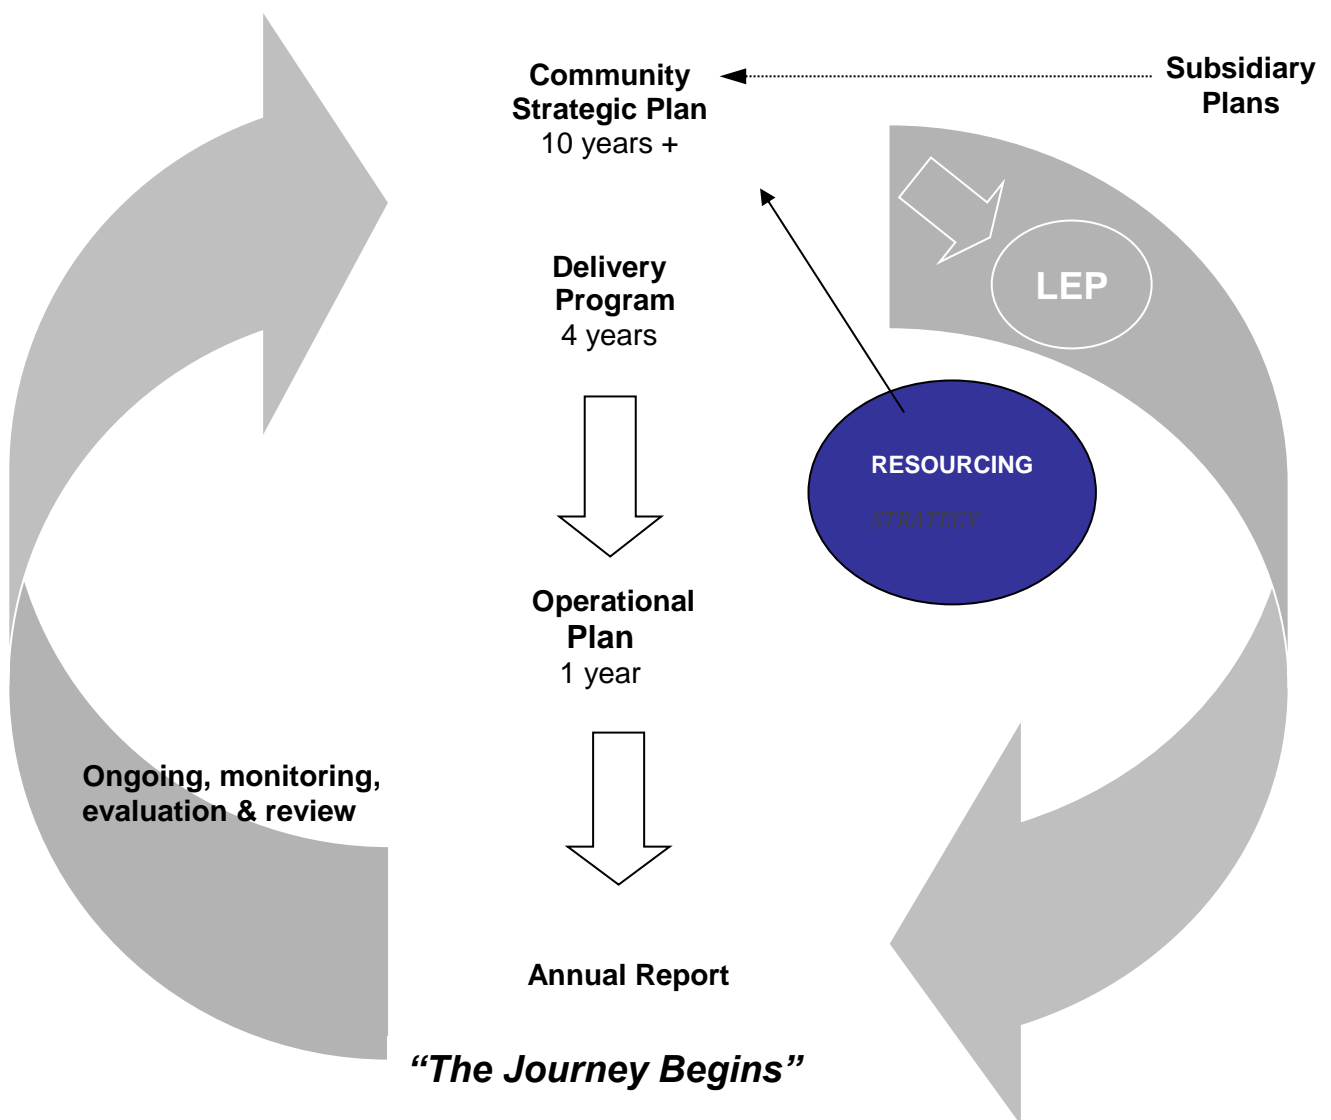 Community
Strategic Plan
10 years +
Subsidiary
Plans
LEP
Delivery
Program
4 years
RESOURCING
STRATEGY
Operational
Plan
1 year
Ongoing, monitoring,
evaluation & review
Annual Report
“The Journey Begins”